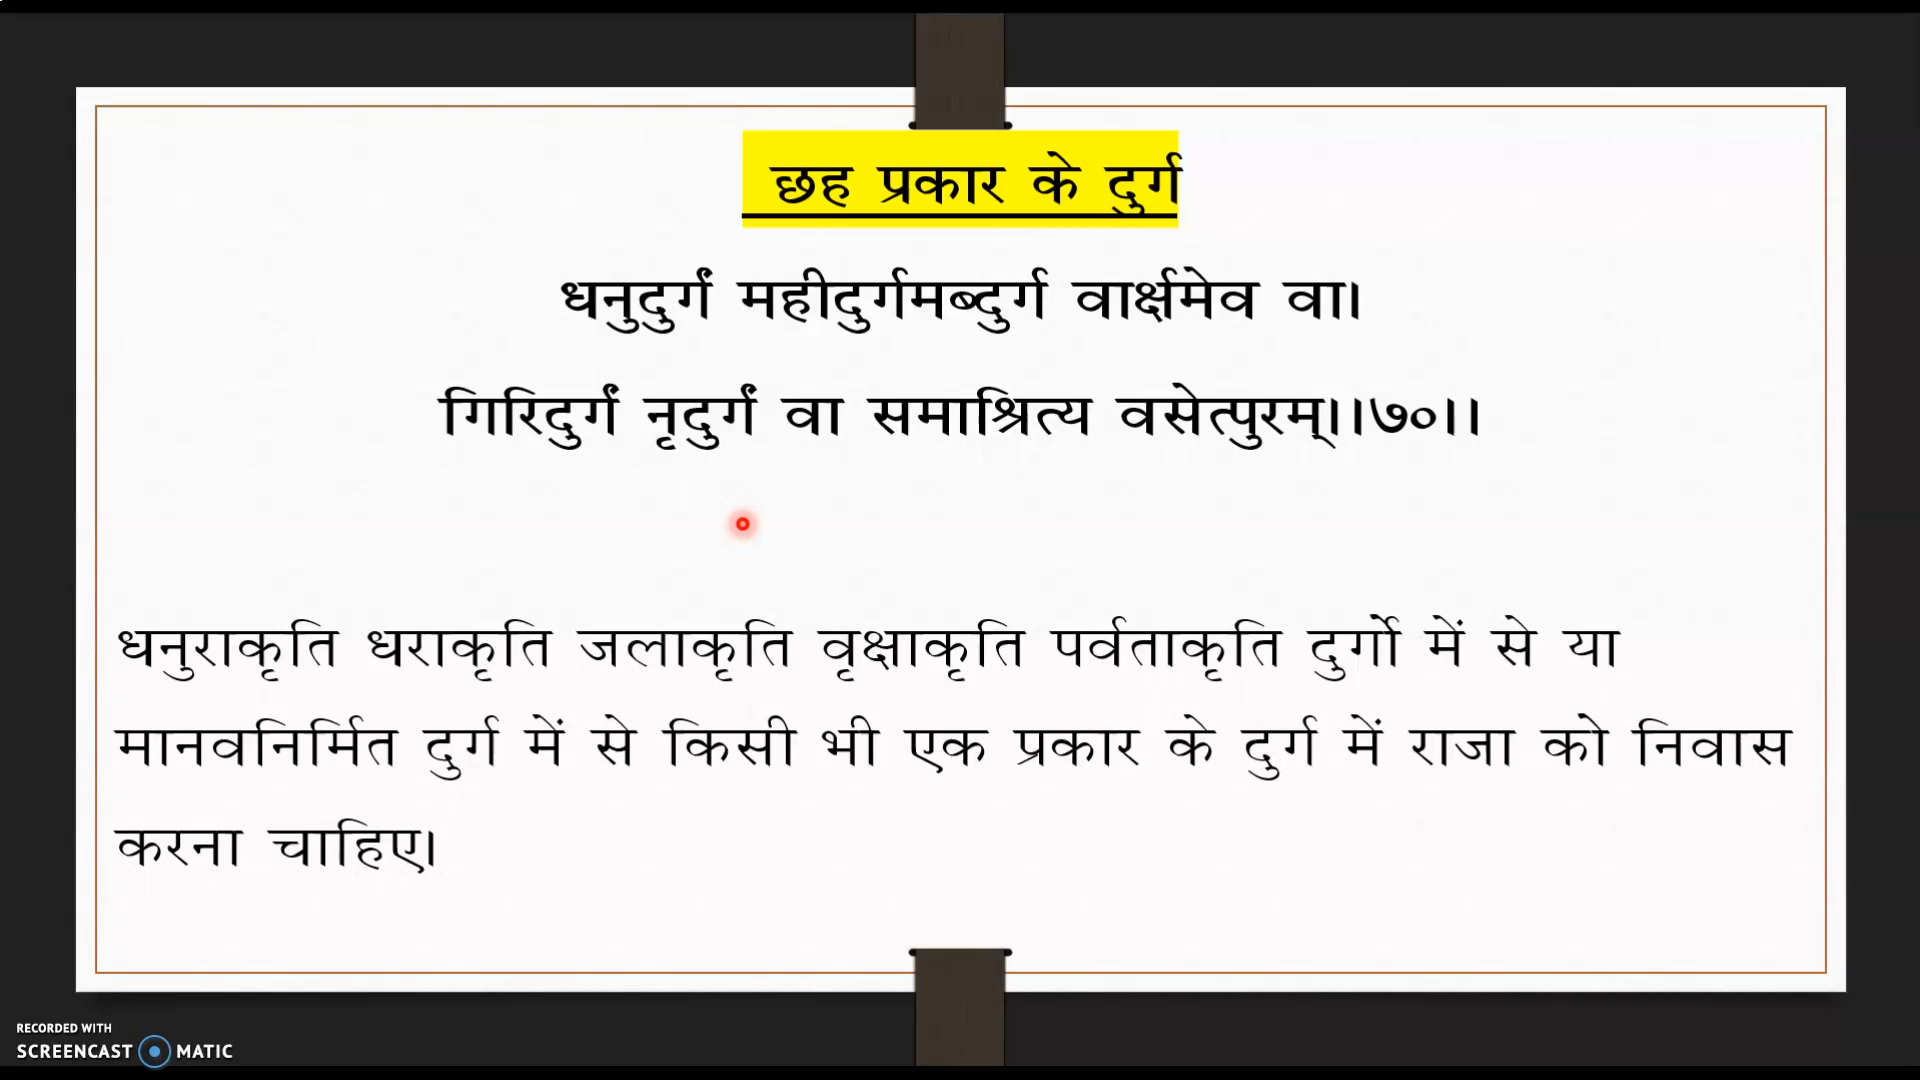 छह प्रकार के दुर्ग
धनुदुर्गं महीदुर्गमब्दुर्ग वार्क्षमेव वा।
गिरिदुर्गं नृदुर्गं वा समाश्रित्य वसेत्पुरम्।।७०।।
धनुराकृति धराकृति जलाकृति वृक्षाकृति पर्वताकृति दुर्गो में से या
मानवनिर्मित दुर्ग में से किसी भी एक प्रकार के दुर्ग में राजा को निवास
करना चाहिए।
RECORDED WITH
SCREENCAST MATIC